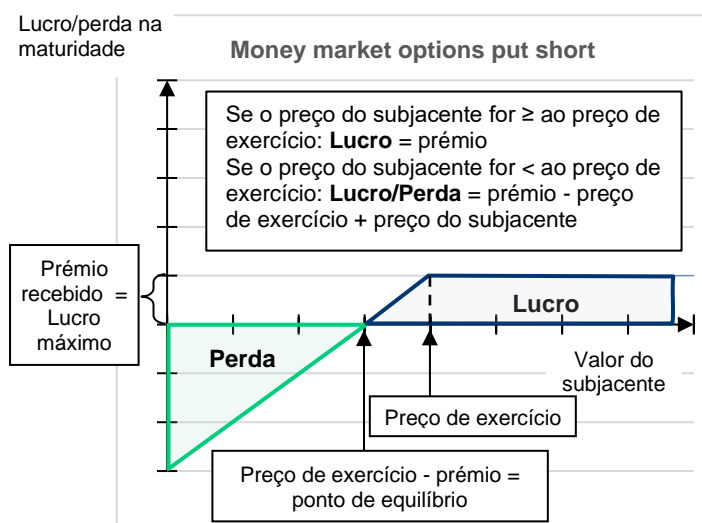 Lucro/perda na
maturidade
Money market options put short
Se o preço do subjacente for ≥ ao preço de
exercício: Lucro = prémio
Se o preço do subjacente for < ao preço de
exercício: Lucro/Perda = prémio - preço
de exercício + preço do subjacente
Prémio
recebido =
Lucro
máximo
Lucro
Perda
Valor do
subjacente
Preço de exercício
Preço de exercício - prémio =
ponto de equilíbrio